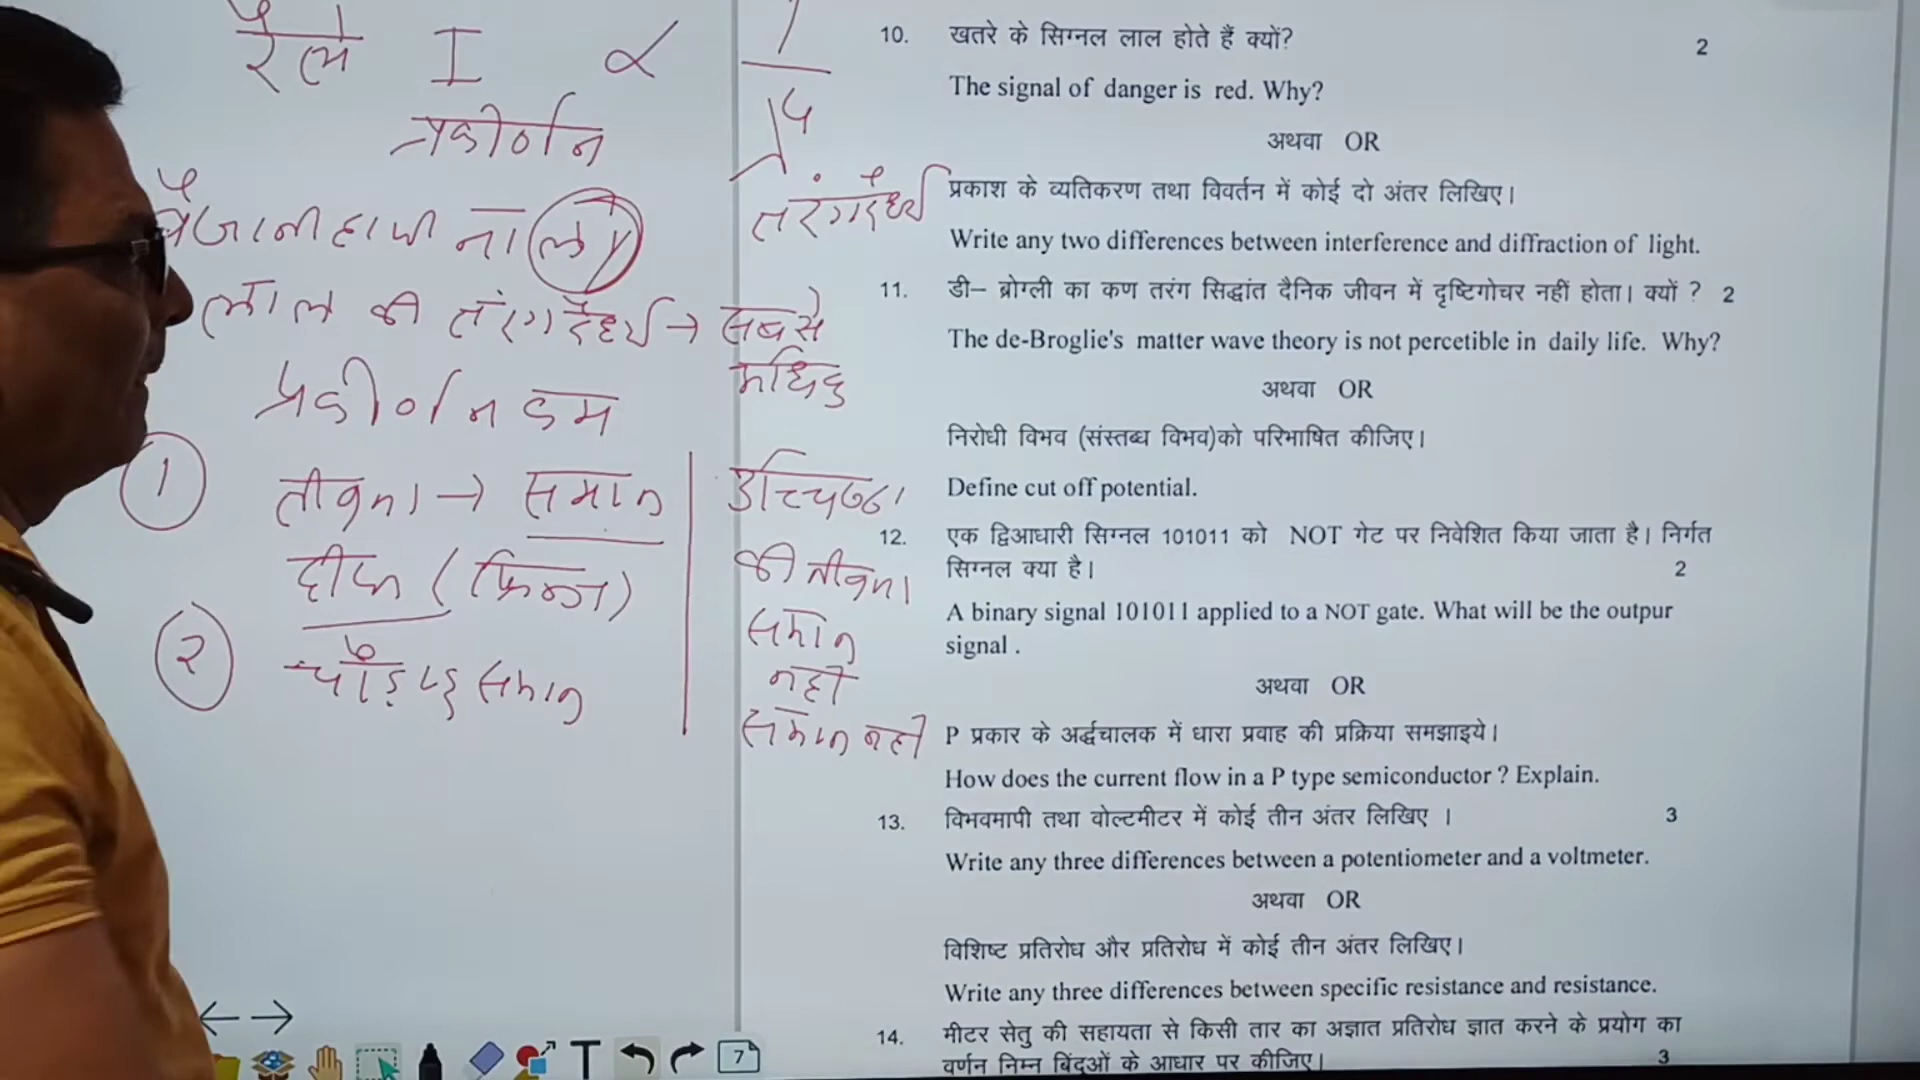 रैले I ∝ 1
λ⁴
प्रकीर्णन
तरंगदैर्ध्य
बैजानीहापीनाला
लाल की तरंगदैर्ध्य → सबसे
अधिक
प्रकीर्णन कम
1 तीव्रता → समान
दीप्त (फ्रिन्ज)
2 चौड़ाई समान
उच्चिष्ठ
की तीव्रता
समान
नहीं
समान नहीं
10. खतरे के सिग्नल लाल होते हैं क्यों? 2
The signal of danger is red. Why?
अथवा OR
प्रकाश के व्यतिकरण तथा विवर्तन में कोई दो अंतर लिखिए।
Write any two differences between interference and diffraction of light.
11. डी– ब्रोग्ली का कण तरंग सिद्धांत दैनिक जीवन में दृष्टिगोचर नहीं होता। क्यों ? 2
The de-Broglie's matter wave theory is not percetible in daily life. Why?
अथवा OR
निरोधी विभव (संस्तब्ध विभव)को परिभाषित कीजिए।
Define cut off potential.
12. एक द्विआधारी सिग्नल 101011 को NOT गेट पर निवेशित किया जाता है। निर्गत
सिग्नल क्या है। 2
A binary signal 101011 applied to a NOT gate. What will be the outpur
signal .
अथवा OR
P प्रकार के अर्द्धचालक में धारा प्रवाह की प्रक्रिया समझाइये।
How does the current flow in a P type semiconductor ? Explain.
13. विभवमापी तथा वोल्टमीटर में कोई तीन अंतर लिखिए । 3
Write any three differences between a potentiometer and a voltmeter.
अथवा OR
विशिष्ट प्रतिरोध और प्रतिरोध में कोई तीन अंतर लिखिए।
Write any three differences between specific resistance and resistance.
14. मीटर सेतु की सहायता से किसी तार का अज्ञात प्रतिरोध ज्ञात करने के प्रयोग का
वर्णन निम्न बिंदुओं के आधार पर कीजिए। 3
T 7